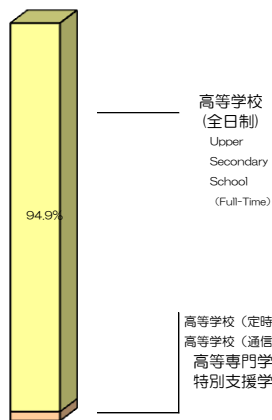 高等学校
(全日制)
Upper
Secondary
School
(Full-Time)
94.9%
高等学校（定時
高等学校（通信
高等専門学
特別支援学